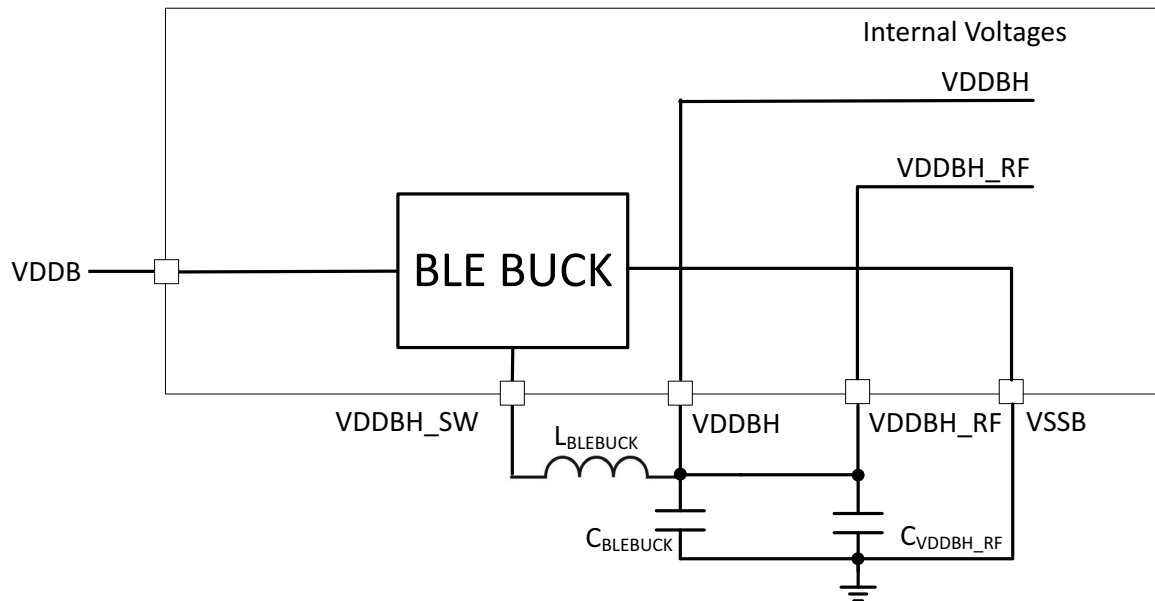 Internal Voltages
VDDBH
VDDBH_RF
VDDB
BLE BUCK
VDDBH_SW
VDDBH
VDDBH_RF
VSSB
LBLEBUCK
CBLEBUCK
CVDDBH_RF